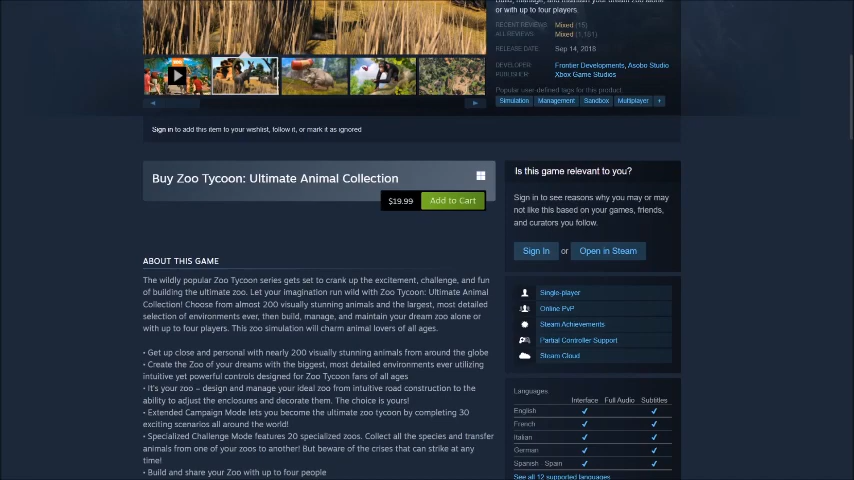 Build, manage, and maintain your dream zoo alone
or with up to four players.
RECENT REVIEWS: Mixed (15)
ALL REVIEWS: Mixed (1,181)
RELEASE DATE: Sep 14, 2018
DEVELOPER: Frontier Developments, Asobo Studio
PUBLISHER: Xbox Game Studios
Popular user-defined tags for this product:
Simulation Management Sandbox Multiplayer +
Sign in to add this item to your wishlist, follow it, or mark it as ignored
Buy Zoo Tycoon: Ultimate Animal Collection
$19.99 Add to Cart
Is this game relevant to you?
Sign in to see reasons why you may or may
not like this based on your games, friends,
and curators you follow.
Sign In or Open in Steam
ABOUT THIS GAME
The wildly popular Zoo Tycoon series gets set to crank up the excitement, challenge, and fun
of building the ultimate zoo. Let your imagination run wild with Zoo Tycoon: Ultimate Animal
Collection! Choose from almost 200 visually stunning animals and the largest, most detailed
selection of environments ever, then build, manage, and maintain your dream zoo alone or
with up to four players. This zoo simulation will charm animal lovers of all ages.
• Get up close and personal with nearly 200 visually stunning animals from around the globe
• Create the Zoo of your dreams with the biggest, most detailed environments ever utilizing
intuitive yet powerful controls designed for Zoo Tycoon fans of all ages
• It's your zoo – design and manage your ideal zoo from intuitive road construction to the
ability to adjust the enclosures and decorate them. The choice is yours!
• Extended Campaign Mode lets you become the ultimate zoo tycoon by completing 30
exciting scenarios all around the world!
• Specialized Challenge Mode features 20 specialized zoos. Collect all the species and transfer
animals from one of your zoos to another! But beware of the crises that can strike at any
time!
• Build and share your Zoo with up to four people
Single-player
Online PvP
Steam Achievements
Partial Controller Support
Steam Cloud
Languages
Interface Full Audio Subtitles
English ✔ ✔
French ✔ ✔
Italian ✔ ✔
German ✔ ✔
Spanish - Spain ✔ ✔
See all 12 supported languages